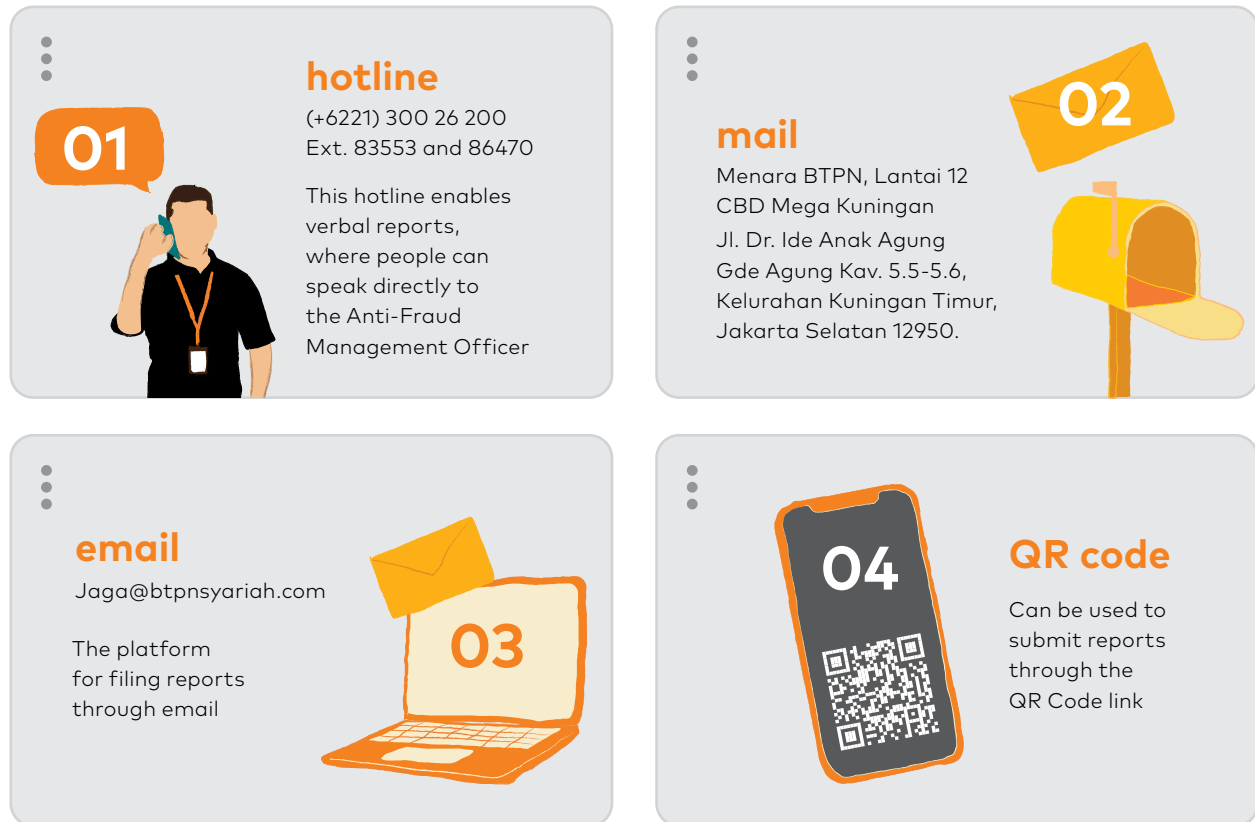 01
hotline
(+6221) 300 26 200
Ext. 83553 and 86470
This hotline enables
verbal reports,
where people can
speak directly to
the Anti-Fraud
Management Officer
02
mail
Menara BTPN, Lantai 12
CBD Mega Kuningan
Jl. Dr. Ide Anak Agung
Gde Agung Kav. 5.5-5.6,
Kelurahan Kuningan Timur,
Jakarta Selatan 12950.
email
Jaga@btpnsyariah.com
The platform
for filing reports
through email
03
04
QR code
Can be used to
submit reports
through the
QR Code link